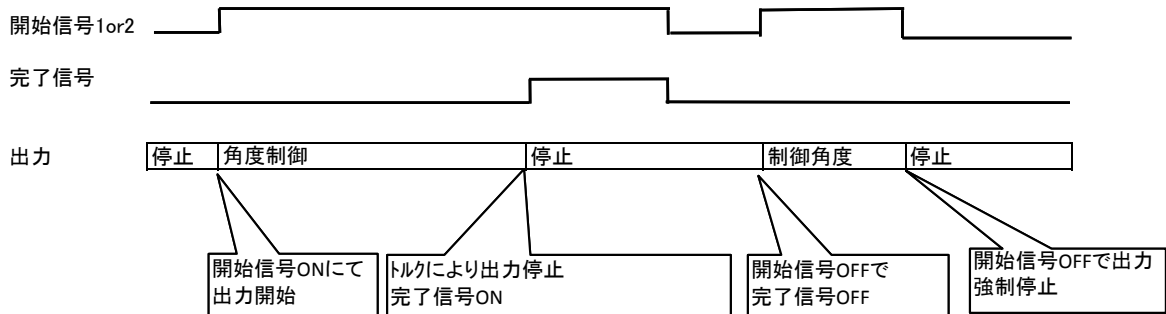 開始信号1or2
完了信号
出力
停止
角度制御
停止
制御角度
停止
開始信号ONにて
出力開始
ﾄﾙｸにより出力停止
完了信号ON
開始信号OFFで
完了信号OFF
開始信号OFFで出力
強制停止